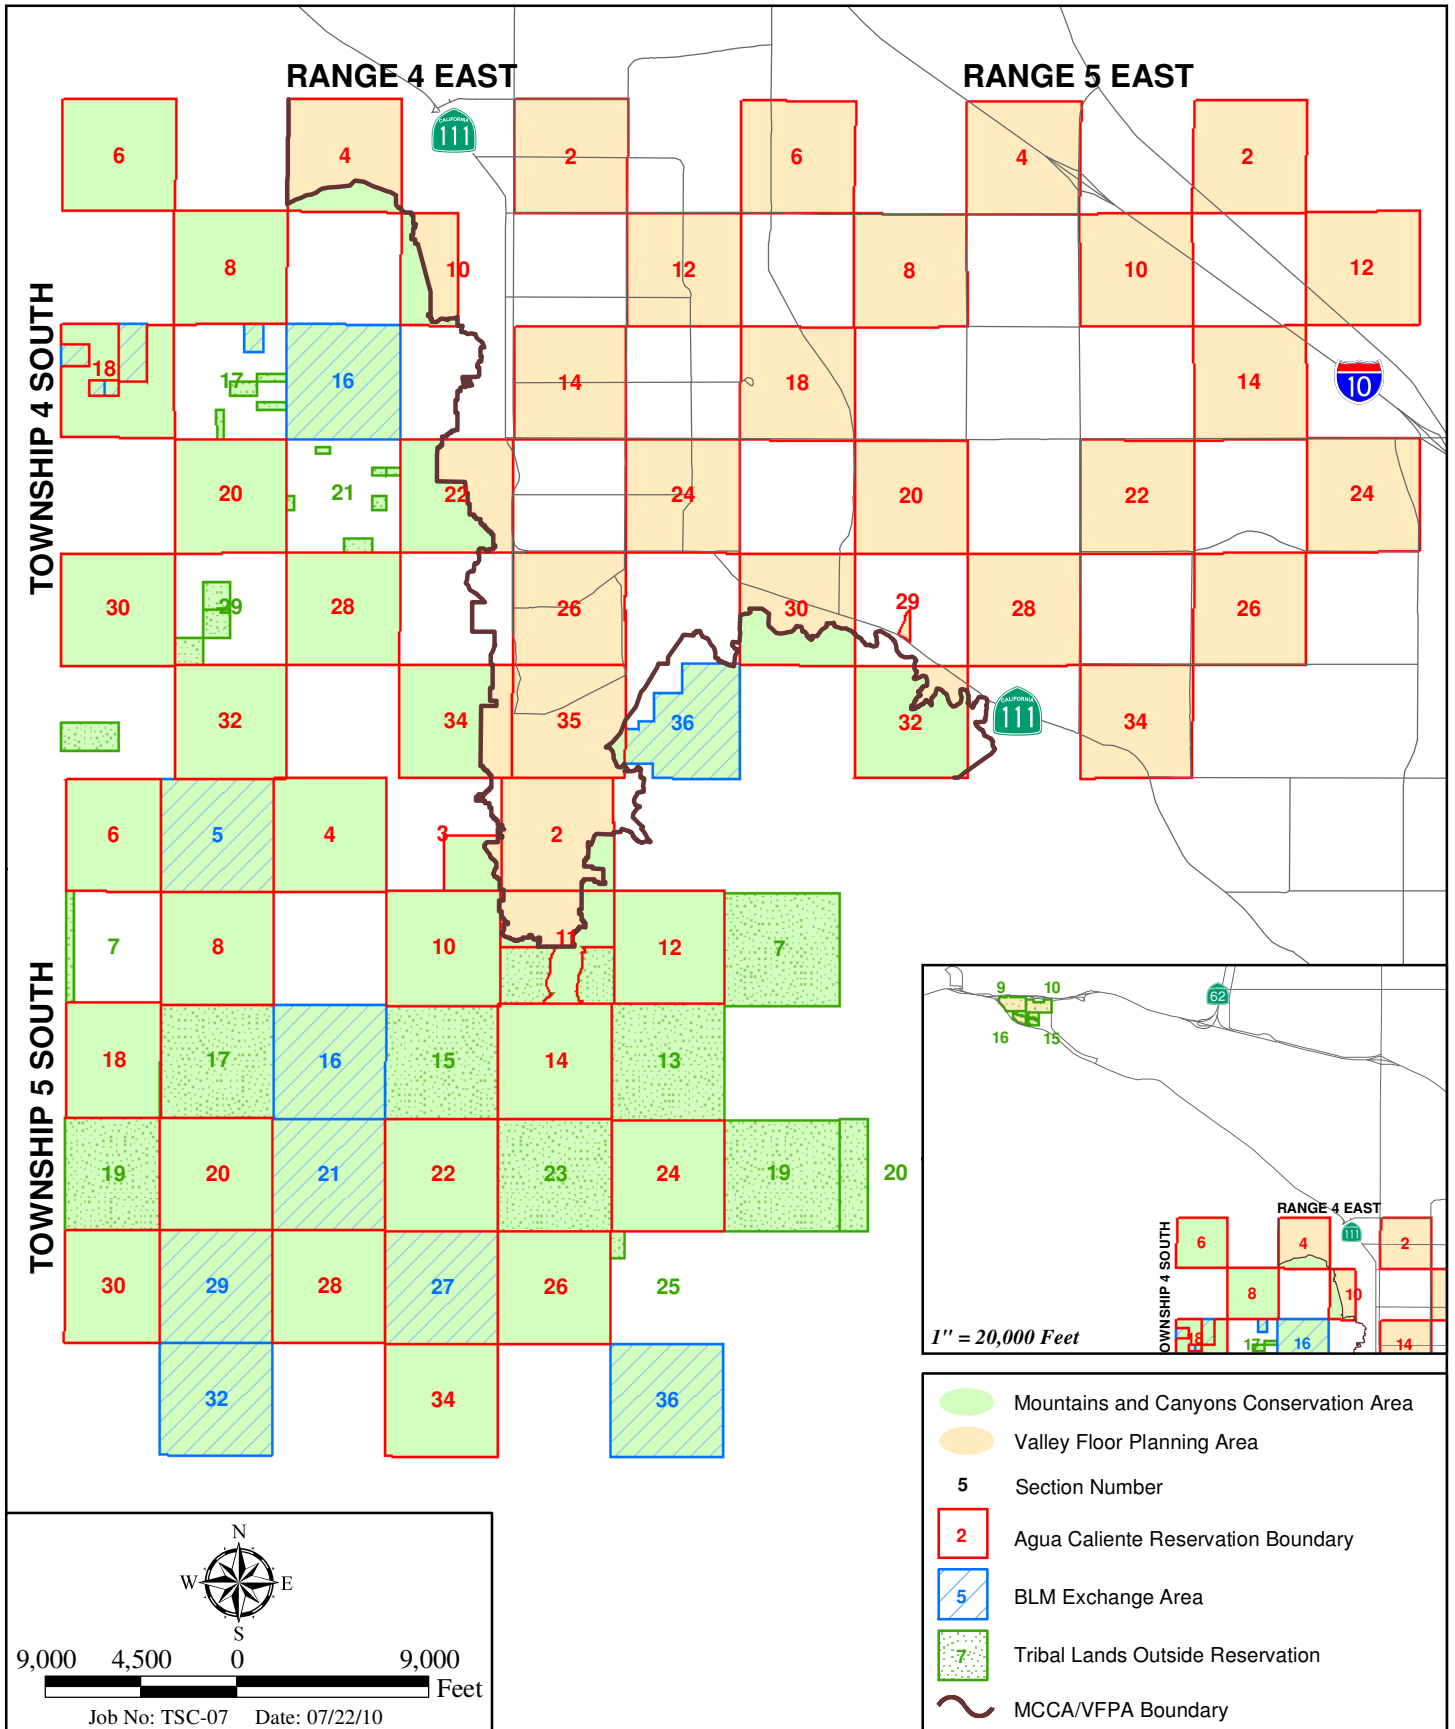 RANGE 4 EAST RANGE 5 EAST
CALIFORNIA
111
6 4 2 6 4 2
8 10 12 8 10 12
TOWNSHIP 4 SOUTH
18 17 16 14 18 14
10
20 21 22 24 20 22 24
30 29 28 26 30 29 28 26
32 34 35 36 32 34
CALIFORNIA
111
6 5 4 3 2
7 8 10 11 12 7
TOWNSHIP 5 SOUTH
18 17 16 15 14 13
19 20 21 22 23 24 19 20
30 29 28 27 26 25
32 34 36
9 10
16 15
62
RANGE 4 EAST
111
TOWNSHIP 4 SOUTH
6 4 2
8 10
18 17 16 14
1" = 20,000 Feet
Mountains and Canyons Conservation Area
Valley Floor Planning Area
5 Section Number
2 Agua Caliente Reservation Boundary
5 BLM Exchange Area
7 Tribal Lands Outside Reservation
MCCA/VFPA Boundary
N
W E
S
9,000 4,500 0 9,000
Feet
Job No: TSC-07 Date: 07/22/10